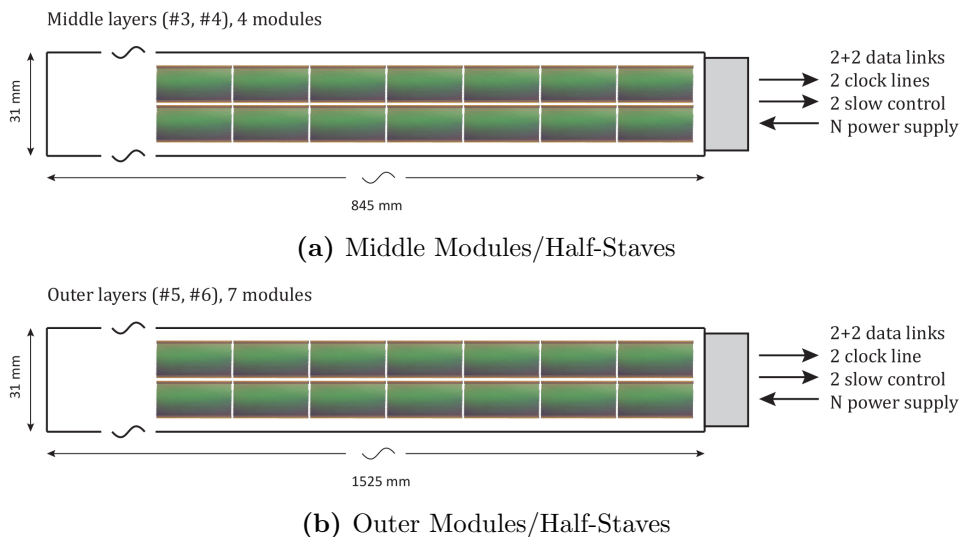 Middle layers (#3, #4), 4 modules
31 mm
2+2 data links
2 clock lines
2 slow control
N power supply
845 mm
(a) Middle Modules/Half-Staves
Outer layers (#5, #6), 7 modules
31 mm
2+2 data links
2 clock line
2 slow control
N power supply
1525 mm
(b) Outer Modules/Half-Staves